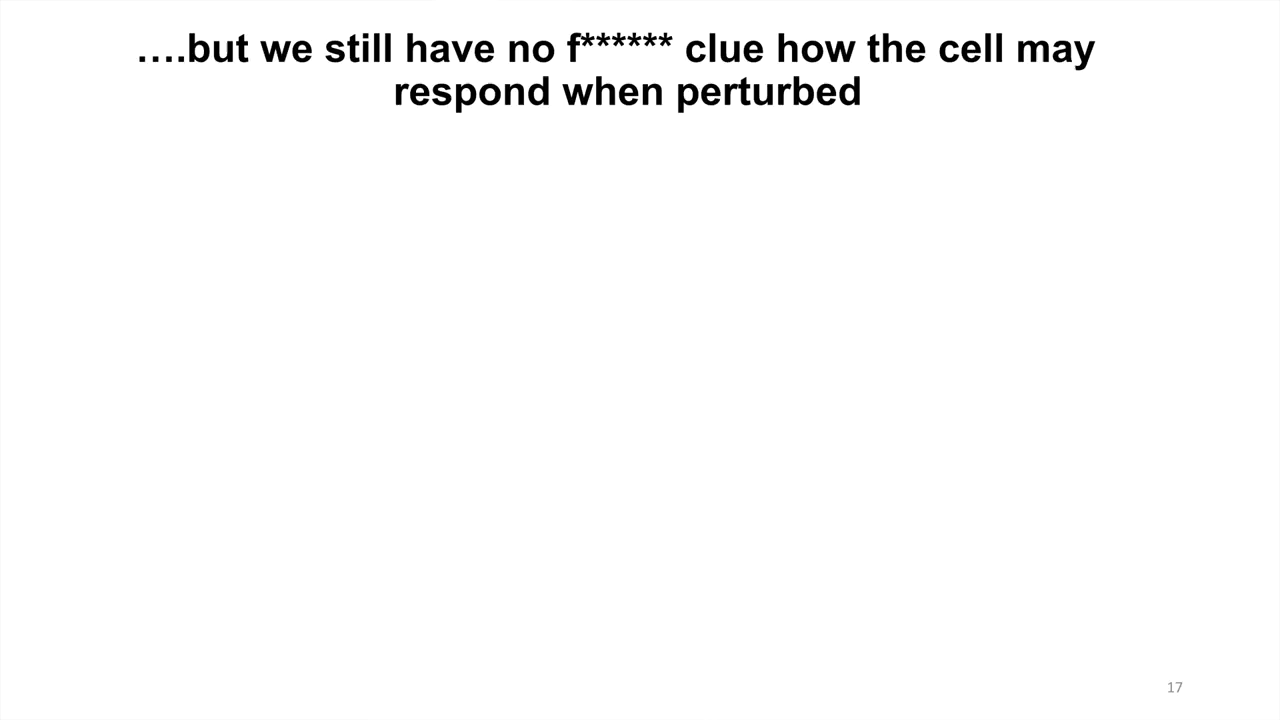 ….but we still have no f****** clue how the cell may
respond when perturbed
17